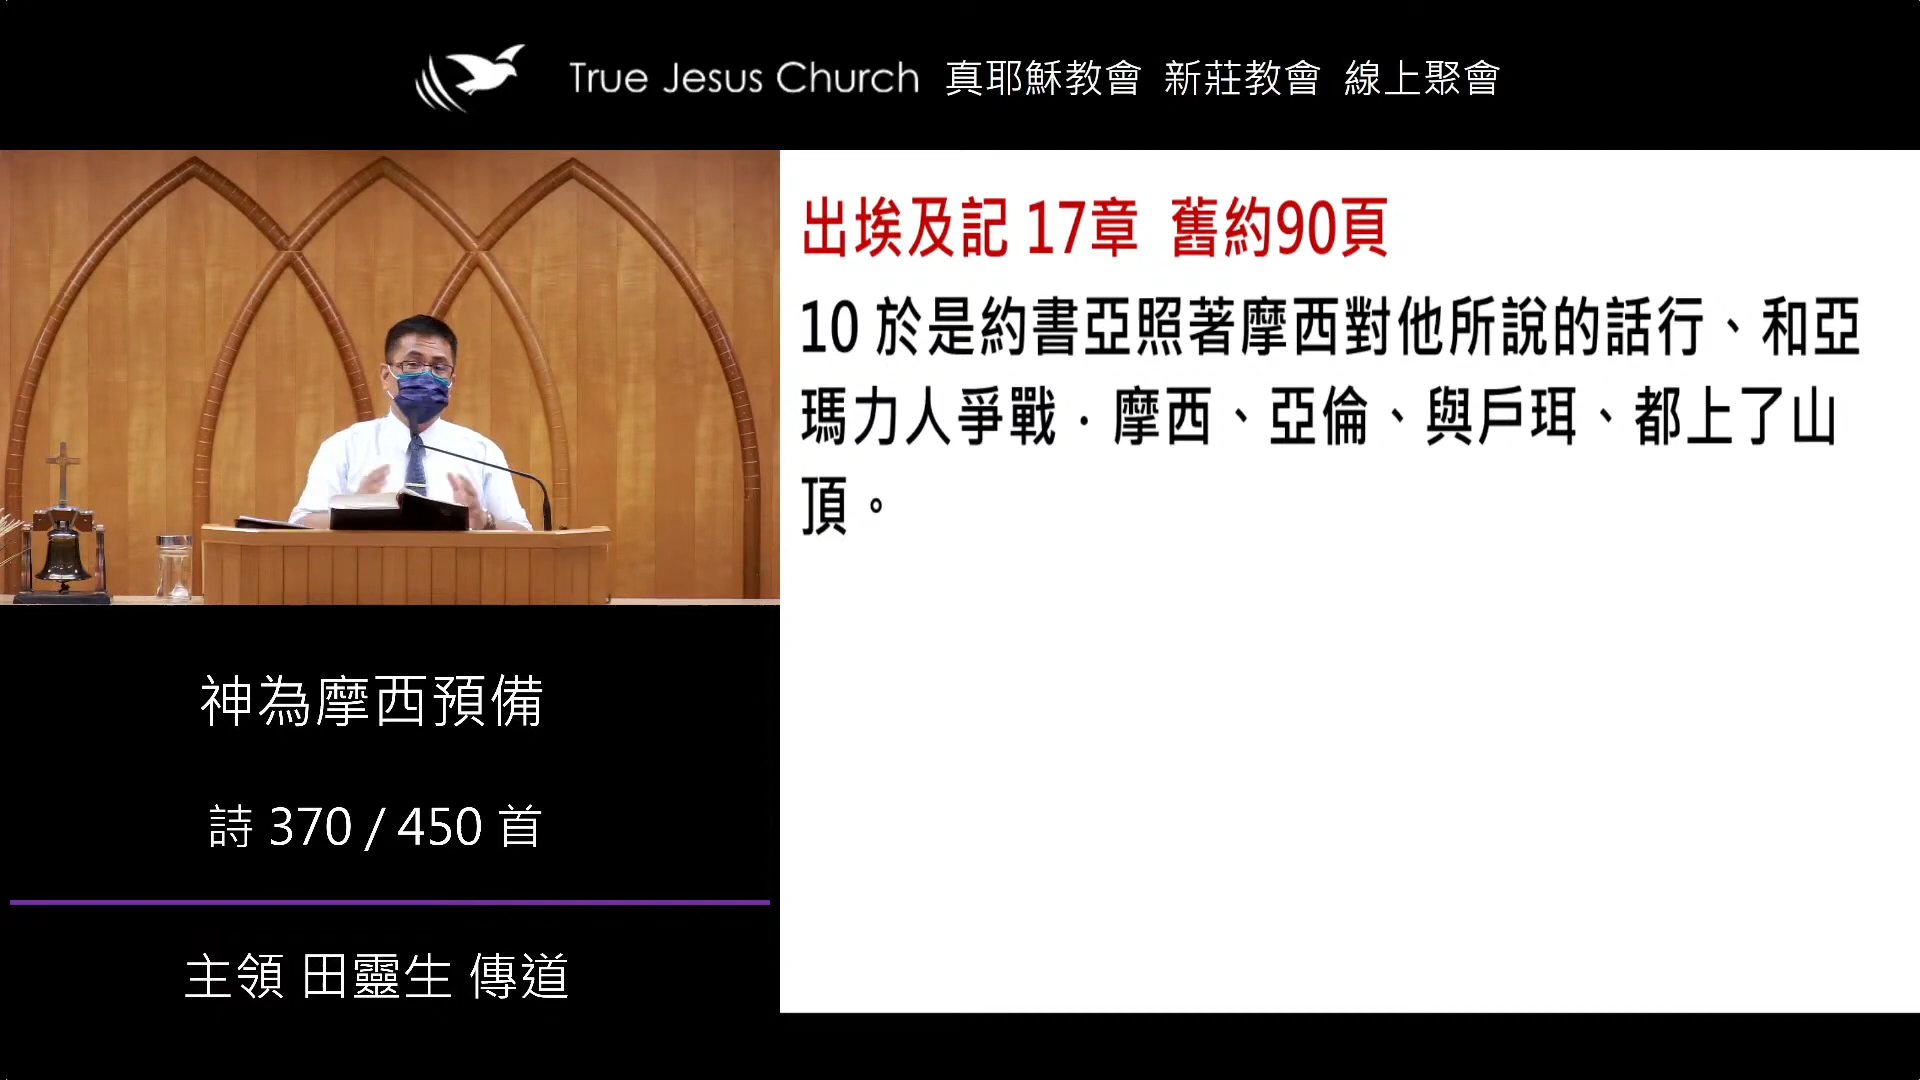 True Jesus Church 真耶穌教會 新莊教會 線上聚會
出埃及記 17章 舊約90頁
10 於是約書亞照著摩西對他所說的話行、和亞
瑪力人爭戰．摩西、亞倫、與戶珥、都上了山
頂。
神為摩西預備
詩 370 / 450 首
主領 田靈生 傳道